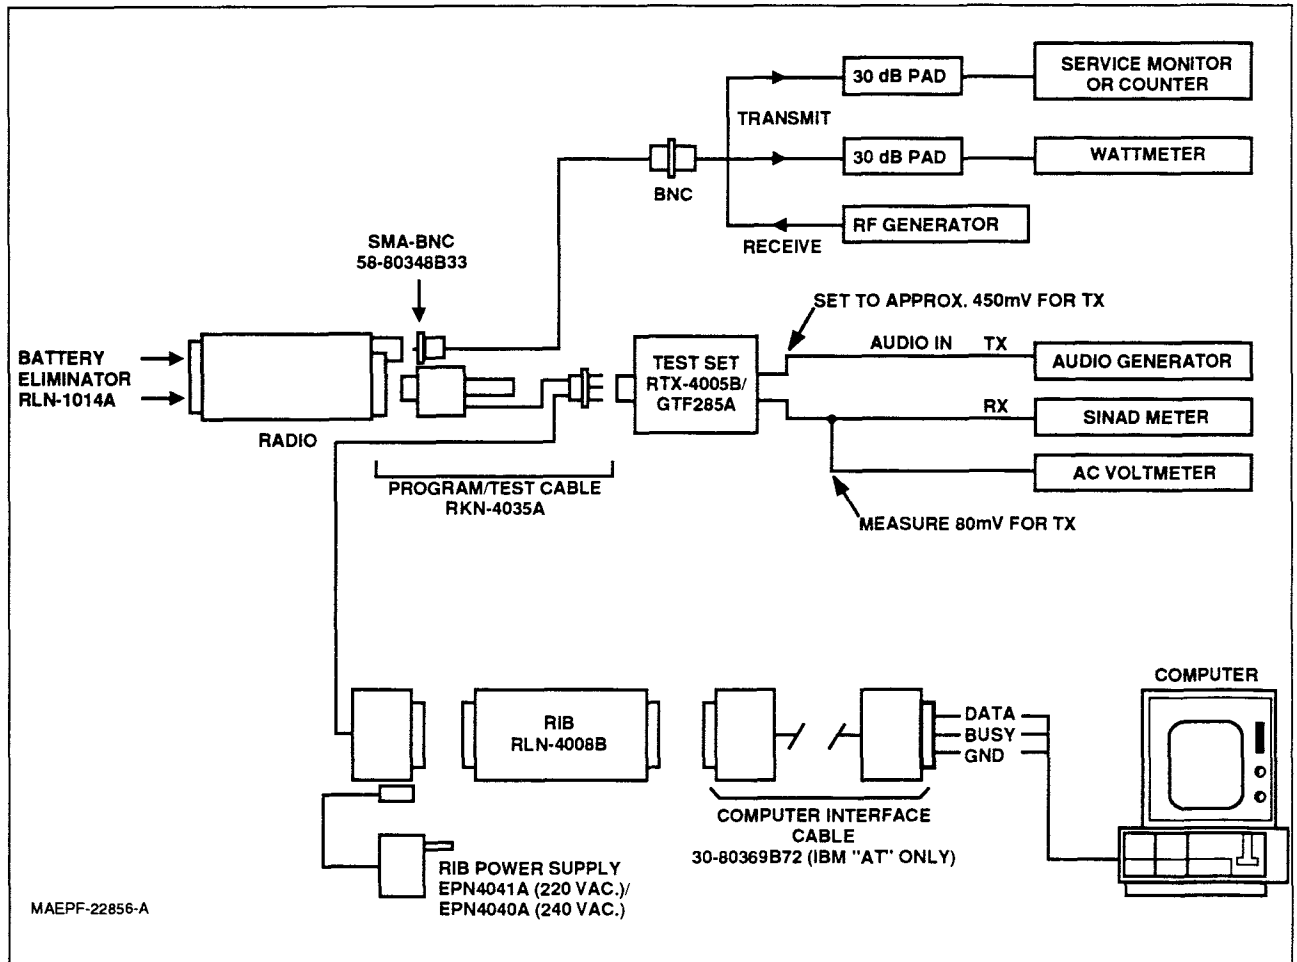 SERVICE MONITOR
OR COUNTER
30 dB PAD
TRANSMIT
30 dB PAD
WATTMETER
BNC
RF GENERATOR
RECEIVE
SMA-BNC
58-80348B33
SET TO APPROX. 450mV FOR TX
BATTERY
ELIMINATOR
RLN-1014A
RADIO
TEST SET
RTX-4005B/
GTF285A
AUDIO IN TX
AUDIO GENERATOR
RX
SINAD METER
AC VOLTMETER
PROGRAM/TEST CABLE
RKN-4035A
MEASURE 80mV FOR TX
COMPUTER
RIB
RLN-4008B
DATA
BUSY
GND
COMPUTER INTERFACE
CABLE
30-80369B72 (IBM "AT" ONLY)
RIB POWER SUPPLY
EPN4041A (220 VAC.)/
EPN4040A (240 VAC.)
MAEPF-22856-A